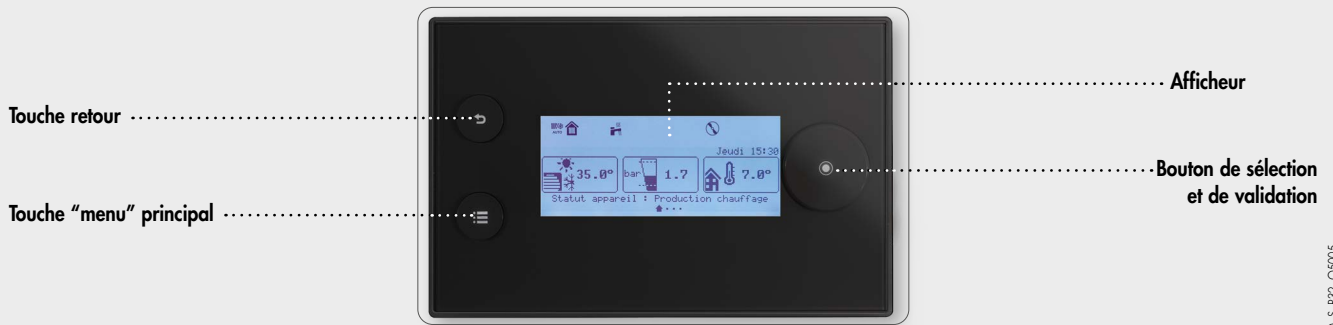 Touche retour
Touche “menu” principal
AUTO
Jeudi 15:30
35.0°
bar 1.7
7.0°
Statut appareil : Production chauffage
Afficheur
Bouton de sélection
et de validation